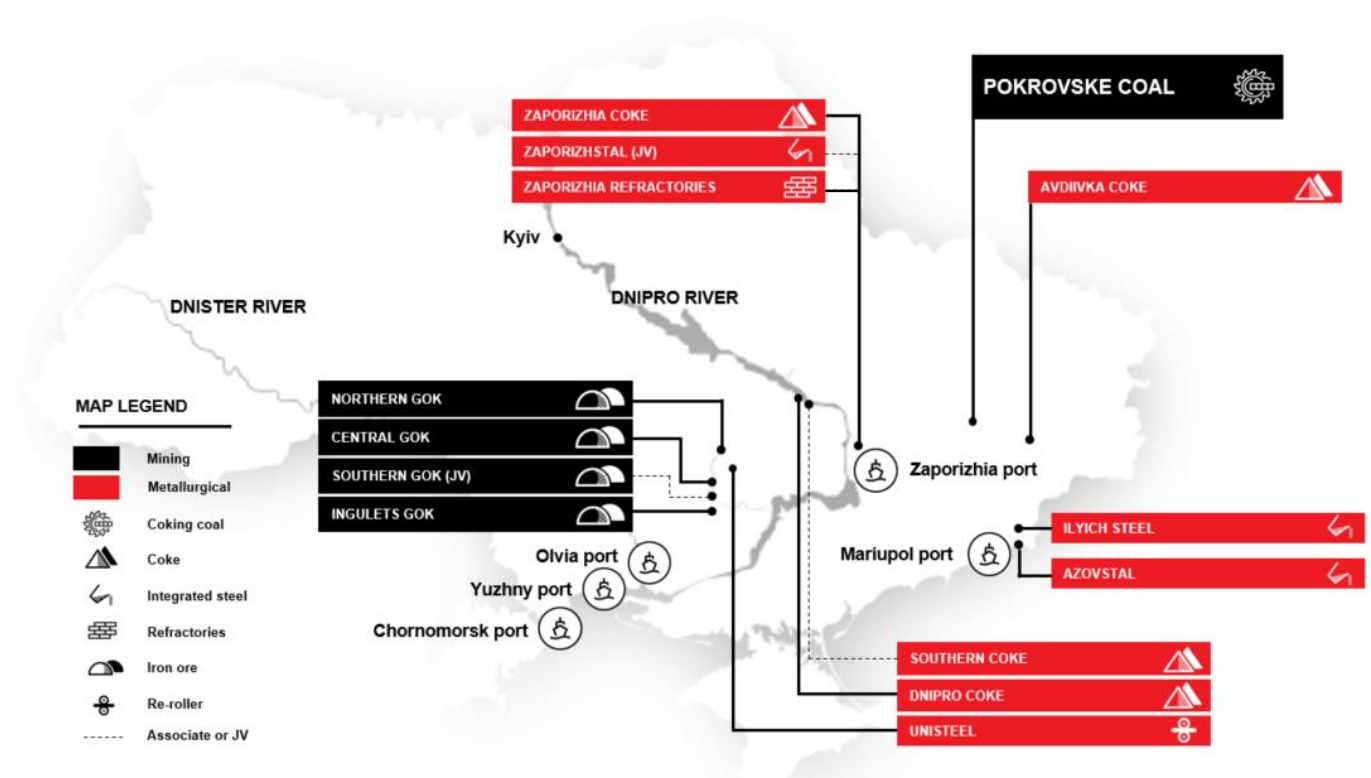 POKROVSKE COAL
ZAPORIZHIA COKE
ZAPORIZHSTAL (JV)
ZAPORIZHIA REFRACTORIES
AVDIIVKA COKE
Kyiv
DNISTER RIVER
DNIPRO RIVER
NORTHERN GOK
CENTRAL GOK
SOUTHERN GOK (JV)
INGULETS GOK
MAP LEGEND
Mining
Metallurgical
Coking coal
Coke
Integrated steel
Refractories
Iron ore
Re-roller
Associate or JV
Zaporizhia port
Olvia port
Yuzhny port
Chornomorsk port
Mariupol port
ILYICH STEEL
AZOVSTAL
SOUTHERN COKE
DNIPRO COKE
UNISTEEL